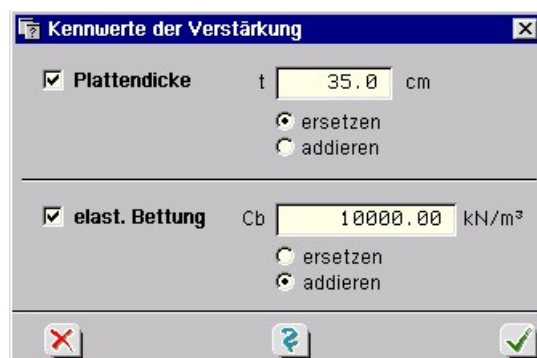 Kennwerte der Verstärkung
Plattendicke t 35.0 cm
ersetzen
addieren
elast. Bettung Cb 10000.00 kN/m³
ersetzen
addieren